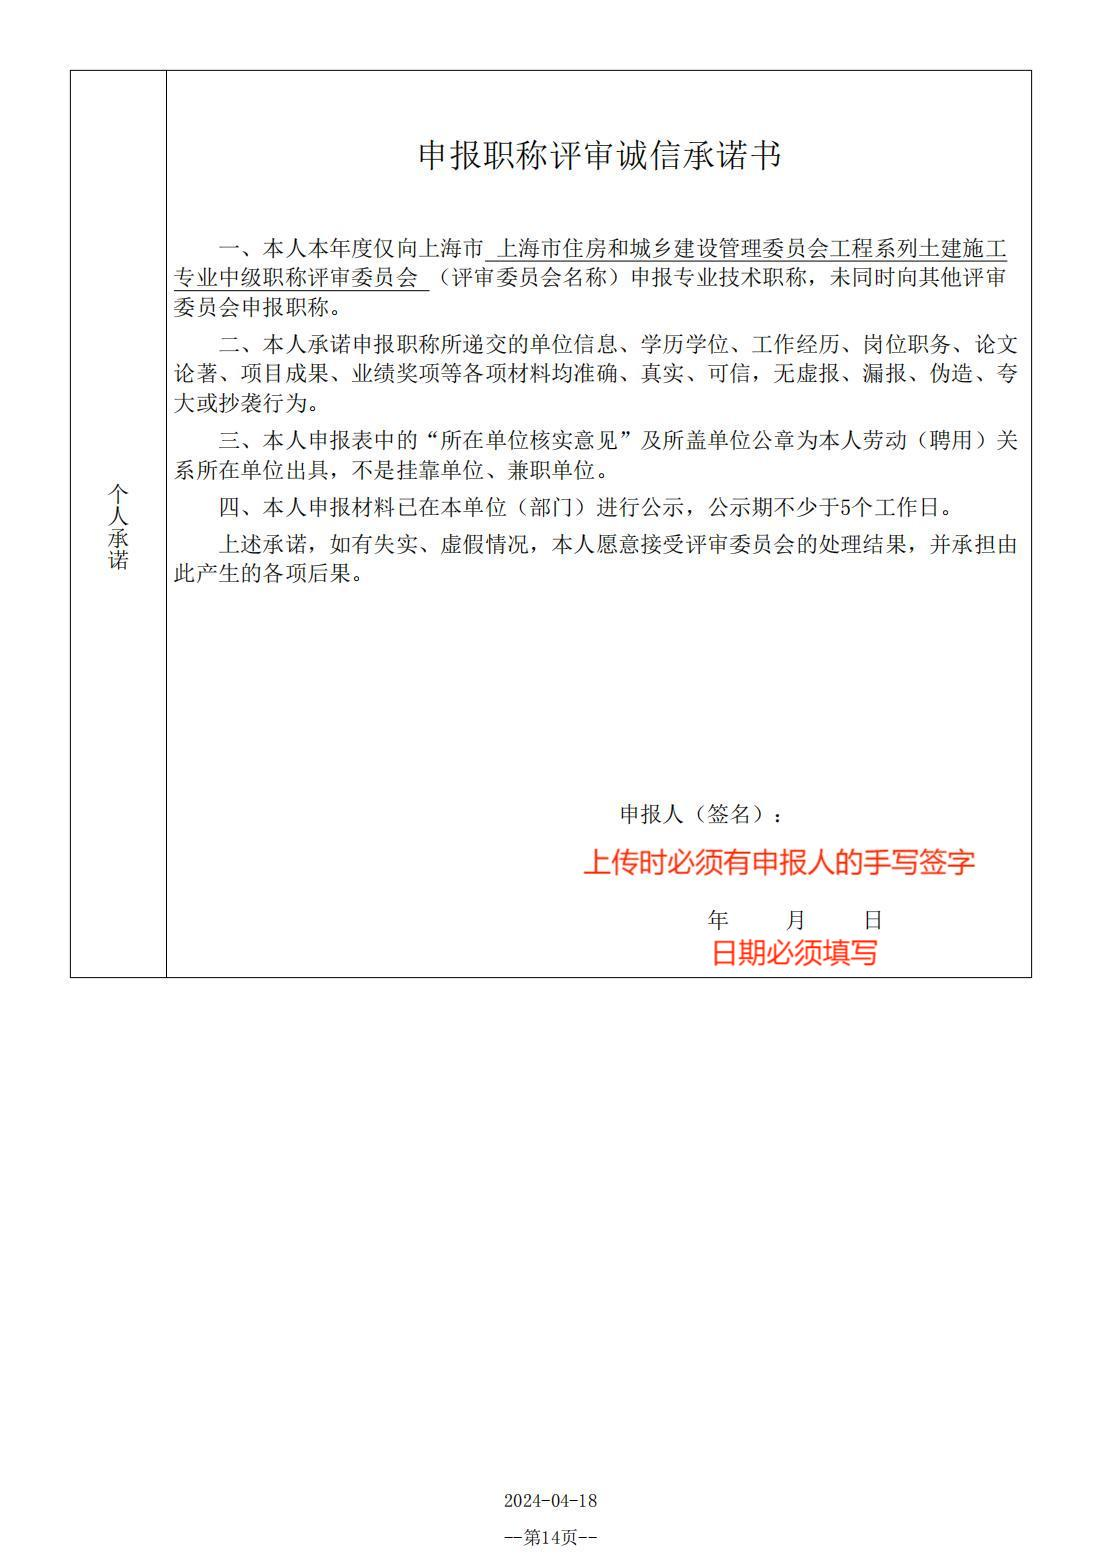 申报职称评审诚信承诺书
一、本人本年度仅向上海市 上海市住房和城乡建设管理委员会工程系列土建施工
专业中级职称评审委员会 （评审委员会名称）申报专业技术职称，未同时向其他评审
委员会申报职称。
二、本人承诺申报职称所递交的单位信息、学历学位、工作经历、岗位职务、论文
论著、项目成果、业绩奖项等各项材料均准确、真实、可信，无虚报、漏报、伪造、夸
大或抄袭行为。
三、本人申报表中的“所在单位核实意见”及所盖单位公章为本人劳动（聘用）关
系所在单位出具，不是挂靠单位、兼职单位。
四、本人申报材料已在本单位（部门）进行公示，公示期不少于5个工作日。
上述承诺，如有失实、虚假情况，本人愿意接受评审委员会的处理结果，并承担由
此产生的各项后果。
个人承诺
申报人（签名）：
上传时必须有申报人的手写签字
年 月 日
日期必须填写
2024-04-18
--第14页--